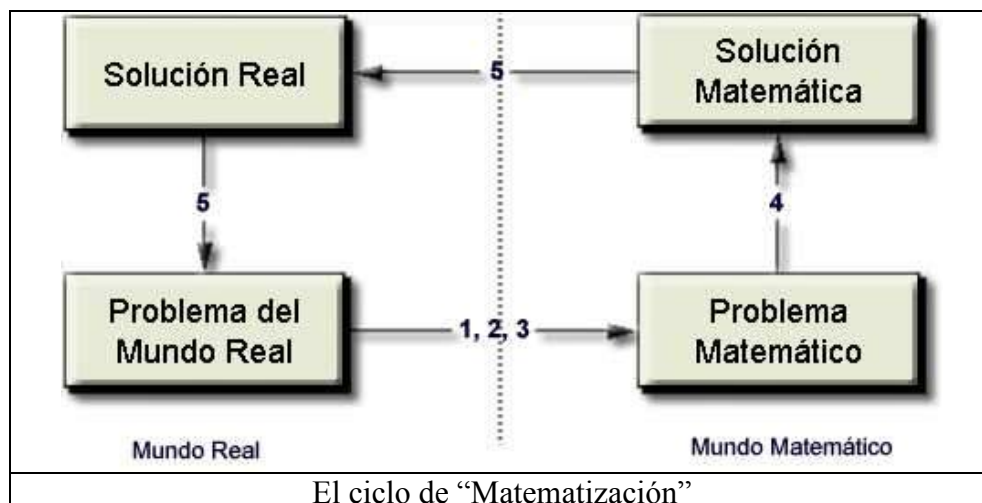 Solución Real
5
Solución
Matemática
5
4
Problema del
Mundo Real
1, 2, 3
Problema
Matemático
Mundo Real
Mundo Matemático
El ciclo de “Matematización”